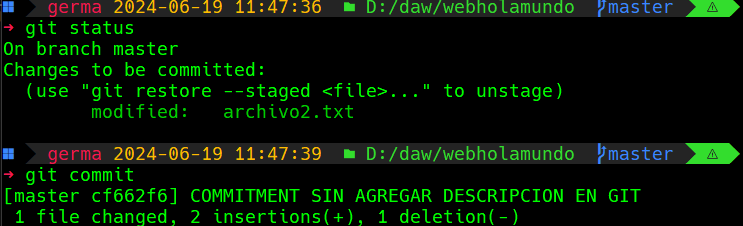 germa 2024-06-19 11:47:36 D:/daw/webholamundo master
→ git status
On branch master
Changes to be committed:
(use "git restore --staged <file>..." to unstage)
modified: archivo2.txt
germa 2024-06-19 11:47:39 D:/daw/webholamundo master
→ git commit
[master cf662f6] COMMITMENT SIN AGREGAR DESCRIPCION EN GIT
1 file changed, 2 insertions(+), 1 deletion(-)